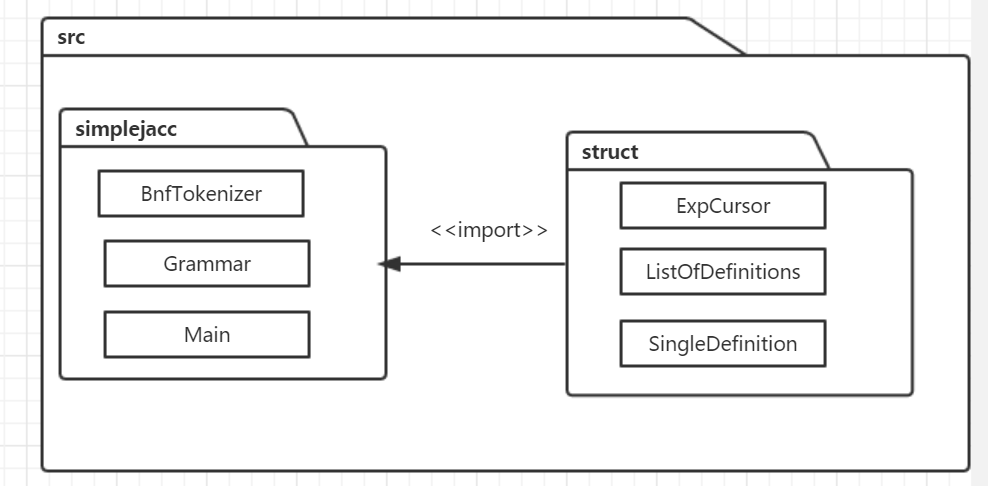 src
simplejacc
BnfTokenizer
Grammar
Main
<<import>>
struct
ExpCursor
ListOfDefinitions
SingleDefinition